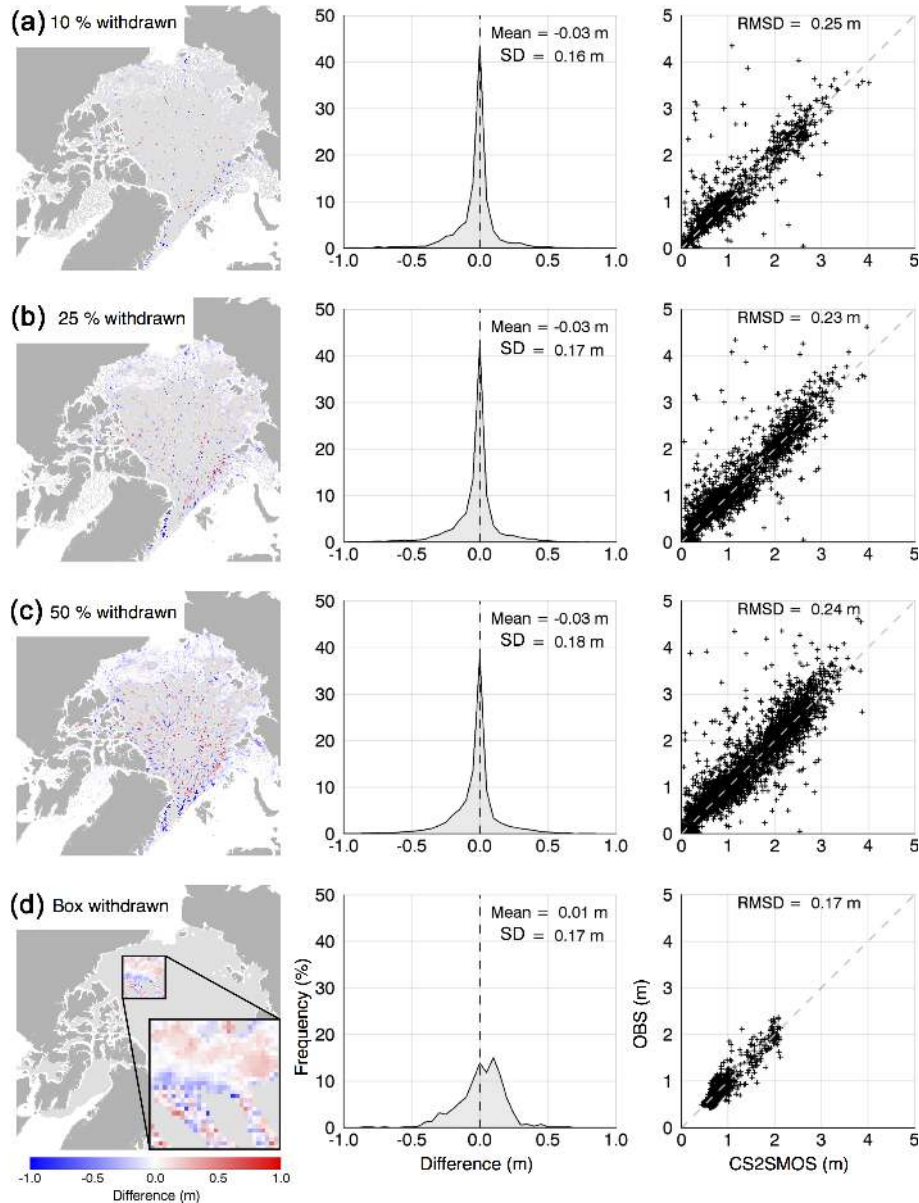 (a) 10 % withdrawn
50
40
30
20
10
0
-1.0 -0.5 0.0 0.5 1.0
Mean = -0.03 m
SD = 0.16 m
RMSD = 0.25 m
5
4
3
2
1
0
0 1 2 3 4 5
(b) 25 % withdrawn
50
40
30
20
10
0
-1.0 -0.5 0.0 0.5 1.0
Mean = -0.03 m
SD = 0.17 m
RMSD = 0.23 m
5
4
3
2
1
0
0 1 2 3 4 5
(c) 50 % withdrawn
50
40
30
20
10
0
-1.0 -0.5 0.0 0.5 1.0
Mean = -0.03 m
SD = 0.18 m
RMSD = 0.24 m
5
4
3
2
1
0
0 1 2 3 4 5
(d) Box withdrawn
-1.0 -0.5 0.0 0.5 1.0
Difference (m)
Frequency (%)
50
40
30
20
10
0
-1.0 -0.5 0.0 0.5 1.0
Difference (m)
Mean = 0.01 m
SD = 0.17 m
RMSD = 0.17 m
OBS (m)
5
4
3
2
1
0
0 1 2 3 4 5
CS2SMOS (m)